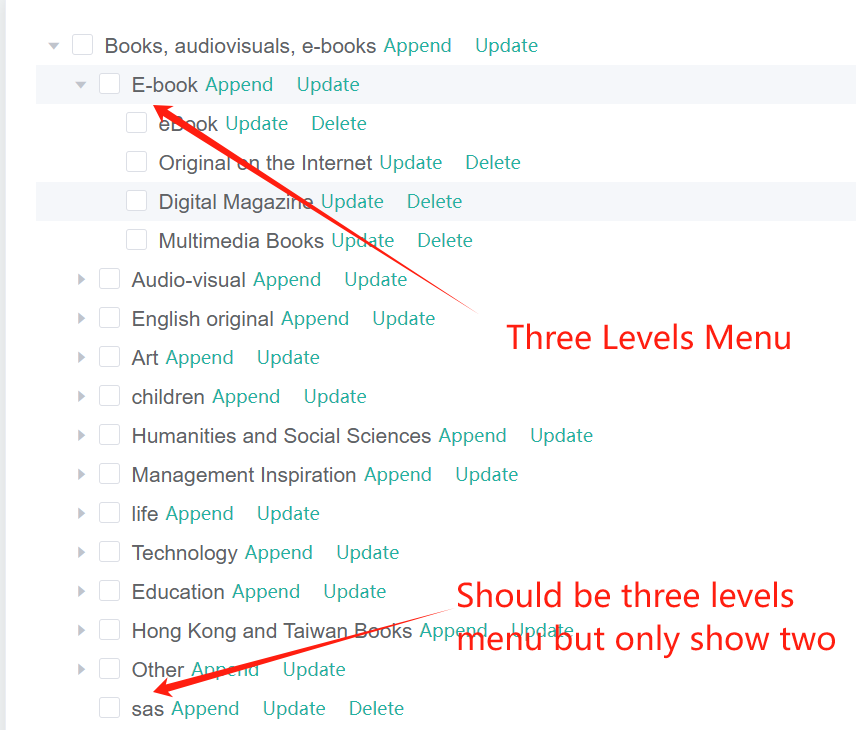 Books, audiovisuals, e-books Append Update
E-book Append Update
eBook Update Delete
Original on the Internet Update Delete
Digital Magazine Update Delete
Multimedia Books Update Delete
Audio-visual Append Update
English original Append Update
Three Levels Menu
Art Append Update
children Append Update
Humanities and Social Sciences Append Update
Management Inspiration Append Update
life Append Update
Technology Append Update
Education Append Update
Should be three levels
Hong Kong and Taiwan Books Append Update
menu but only show two
Other Append Update
sas Append Update Delete